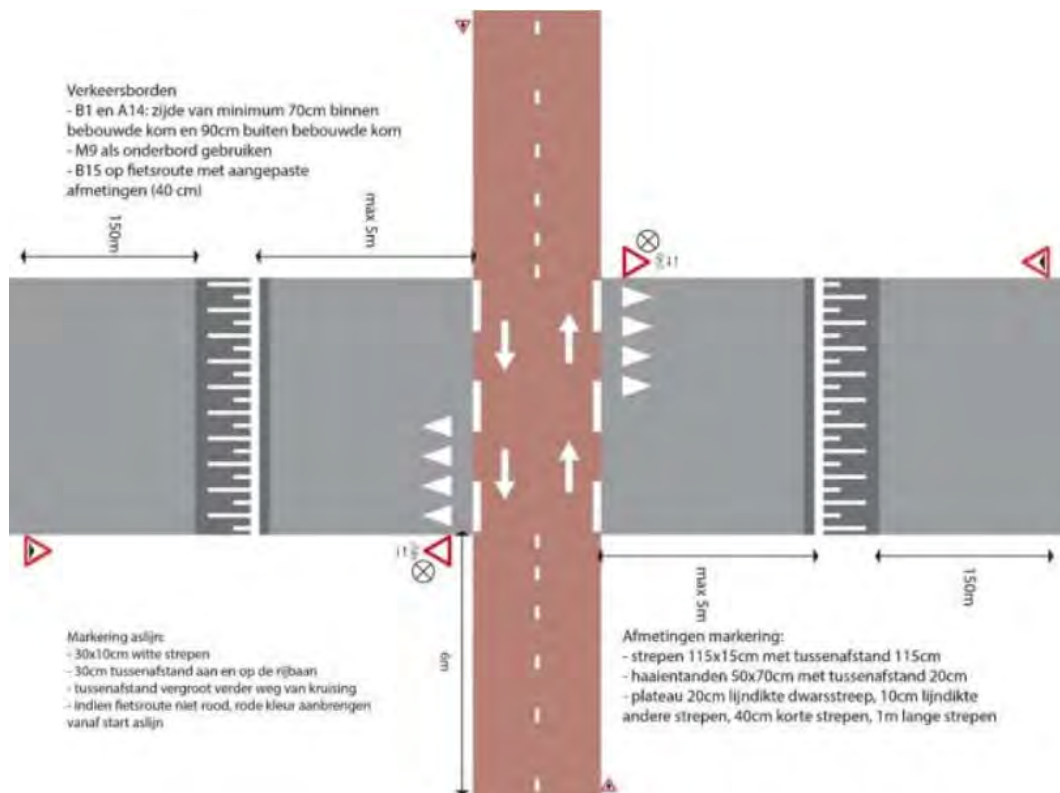 Verkeersborden
- B1 en A14: zijde van minimum 70cm binnen
bebouwde kom en 90cm buiten bebouwde kom
- M9 als onderbord gebruiken
- B15 op fietsroute met aangepaste
afmetingen (40 cm)
150m
max 5m
max 5m
150m
6m
Markering aslijn:
- 30x10cm witte strepen
- 30cm tussenafstand aan en op de rijbaan
- tussenafstand vergroot verder weg van kruising
- indien fietsroute niet rood, rode kleur aanbrengen
vanaf start aslijn
Afmetingen markering:
- strepen 115x15cm met tussenafstand 115cm
- haaientanden 50x70cm met tussenafstand 20cm
- plateau 20cm lijndikte dwarsstreep, 10cm lijndikte
andere strepen, 40cm korte strepen, 1m lange strepen